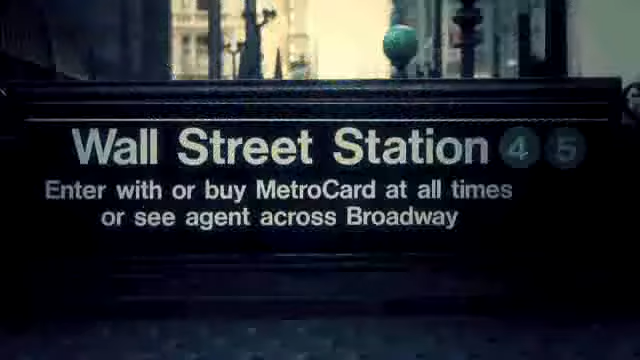 Wall Street Station 4 5
Enter with or buy MetroCard at all times
or see agent across Broadway